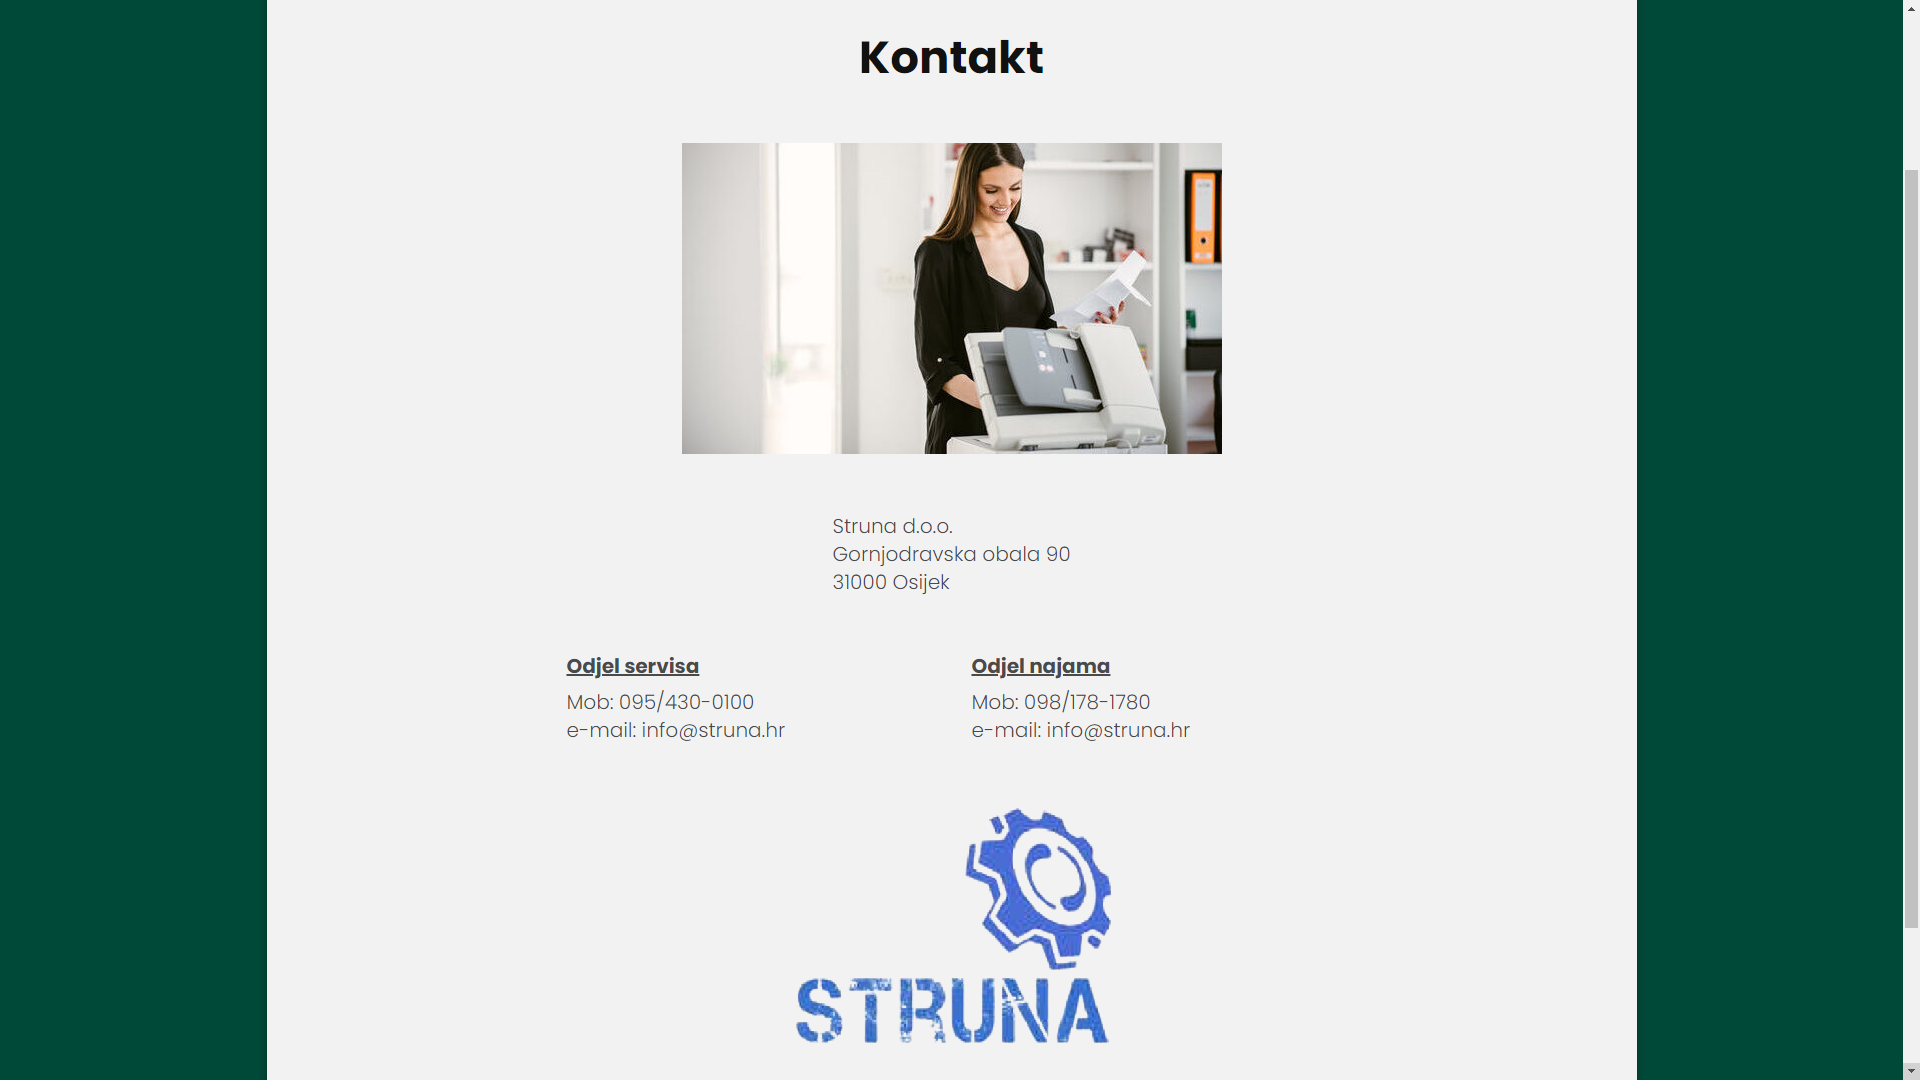 Kontakt
Struna d.o.o.
Gornjodravska obala 90
31000 Osijek
Odjel servisa
Mob: 095/430-0100
e-mail: info@struna.hr
Odjel najama
Mob: 098/178-1780
e-mail: info@struna.hr
STRUNA